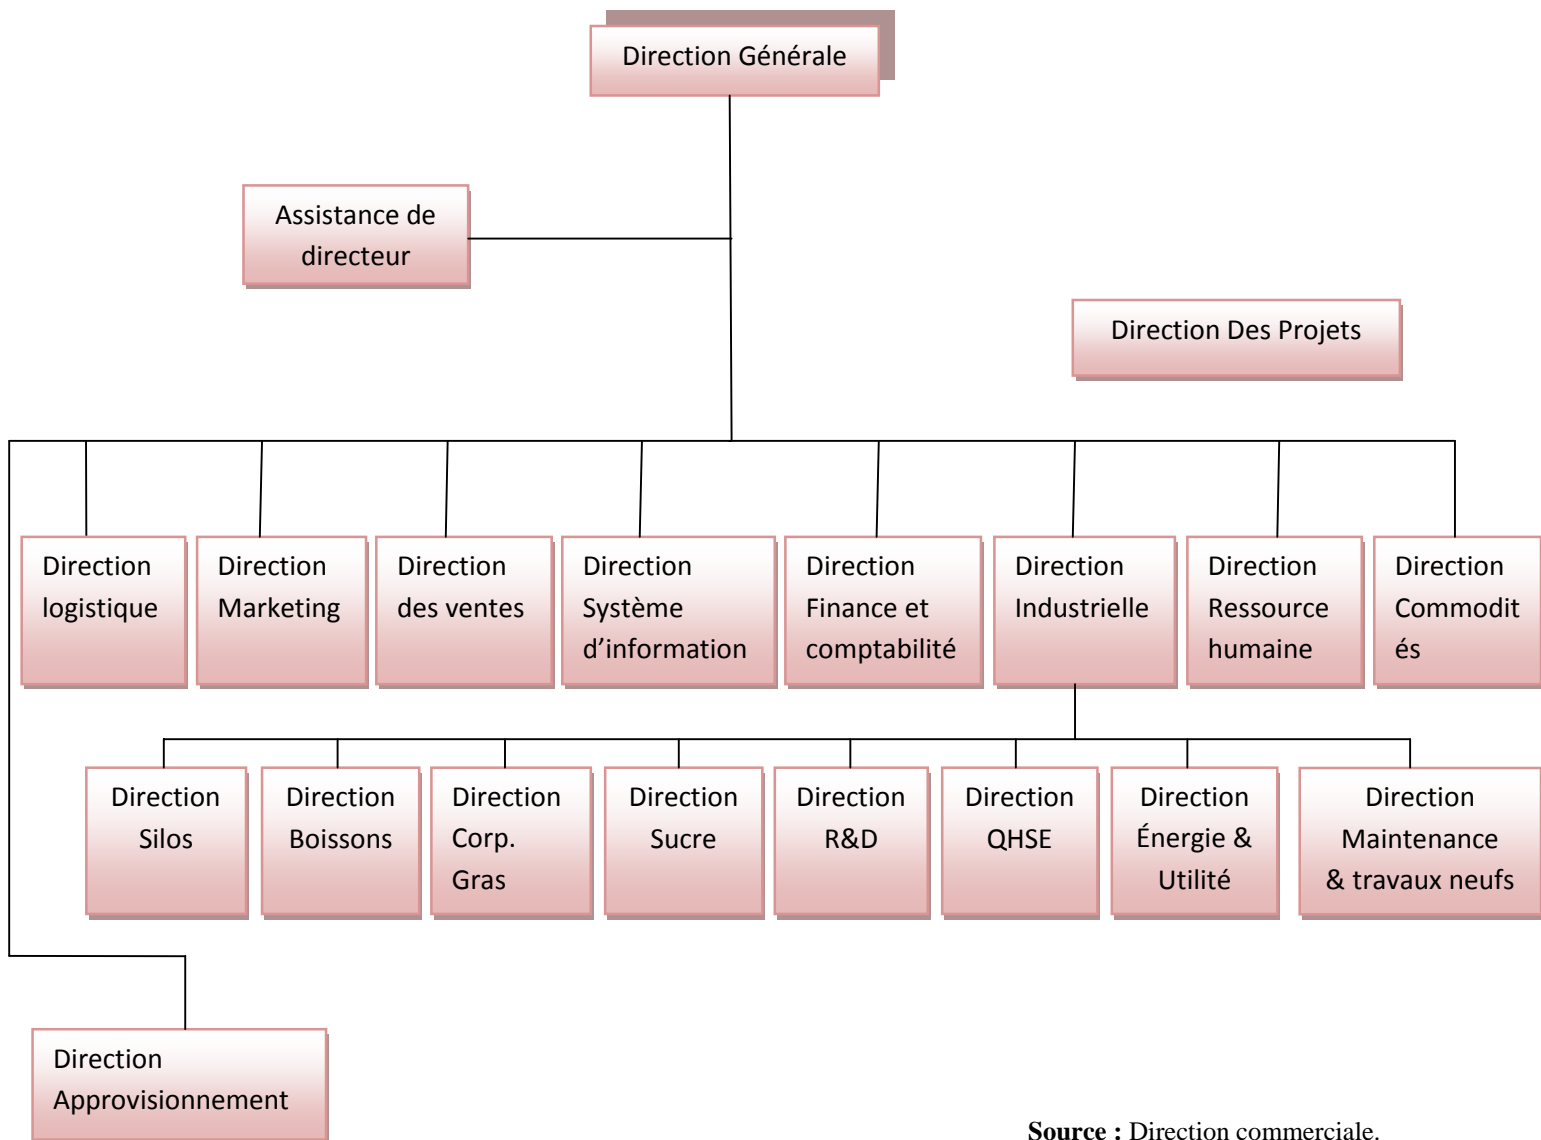 Direction Générale
Assistance de
directeur
Direction Des Projets
Direction
logistique
Direction
Marketing
Direction
des ventes
Direction
Système
d’information
Direction
Finance et
comptabilité
Direction
Industrielle
Direction
Ressource
humaine
Direction
Commodit
és
Direction
Silos
Direction
Boissons
Direction
Corp.
Gras
Direction
Sucre
Direction
R&D
Direction
QHSE
Direction
Énergie &
Utilité
Direction
Maintenance
& travaux neufs
Direction
Approvisionnement
Source : Direction commerciale.